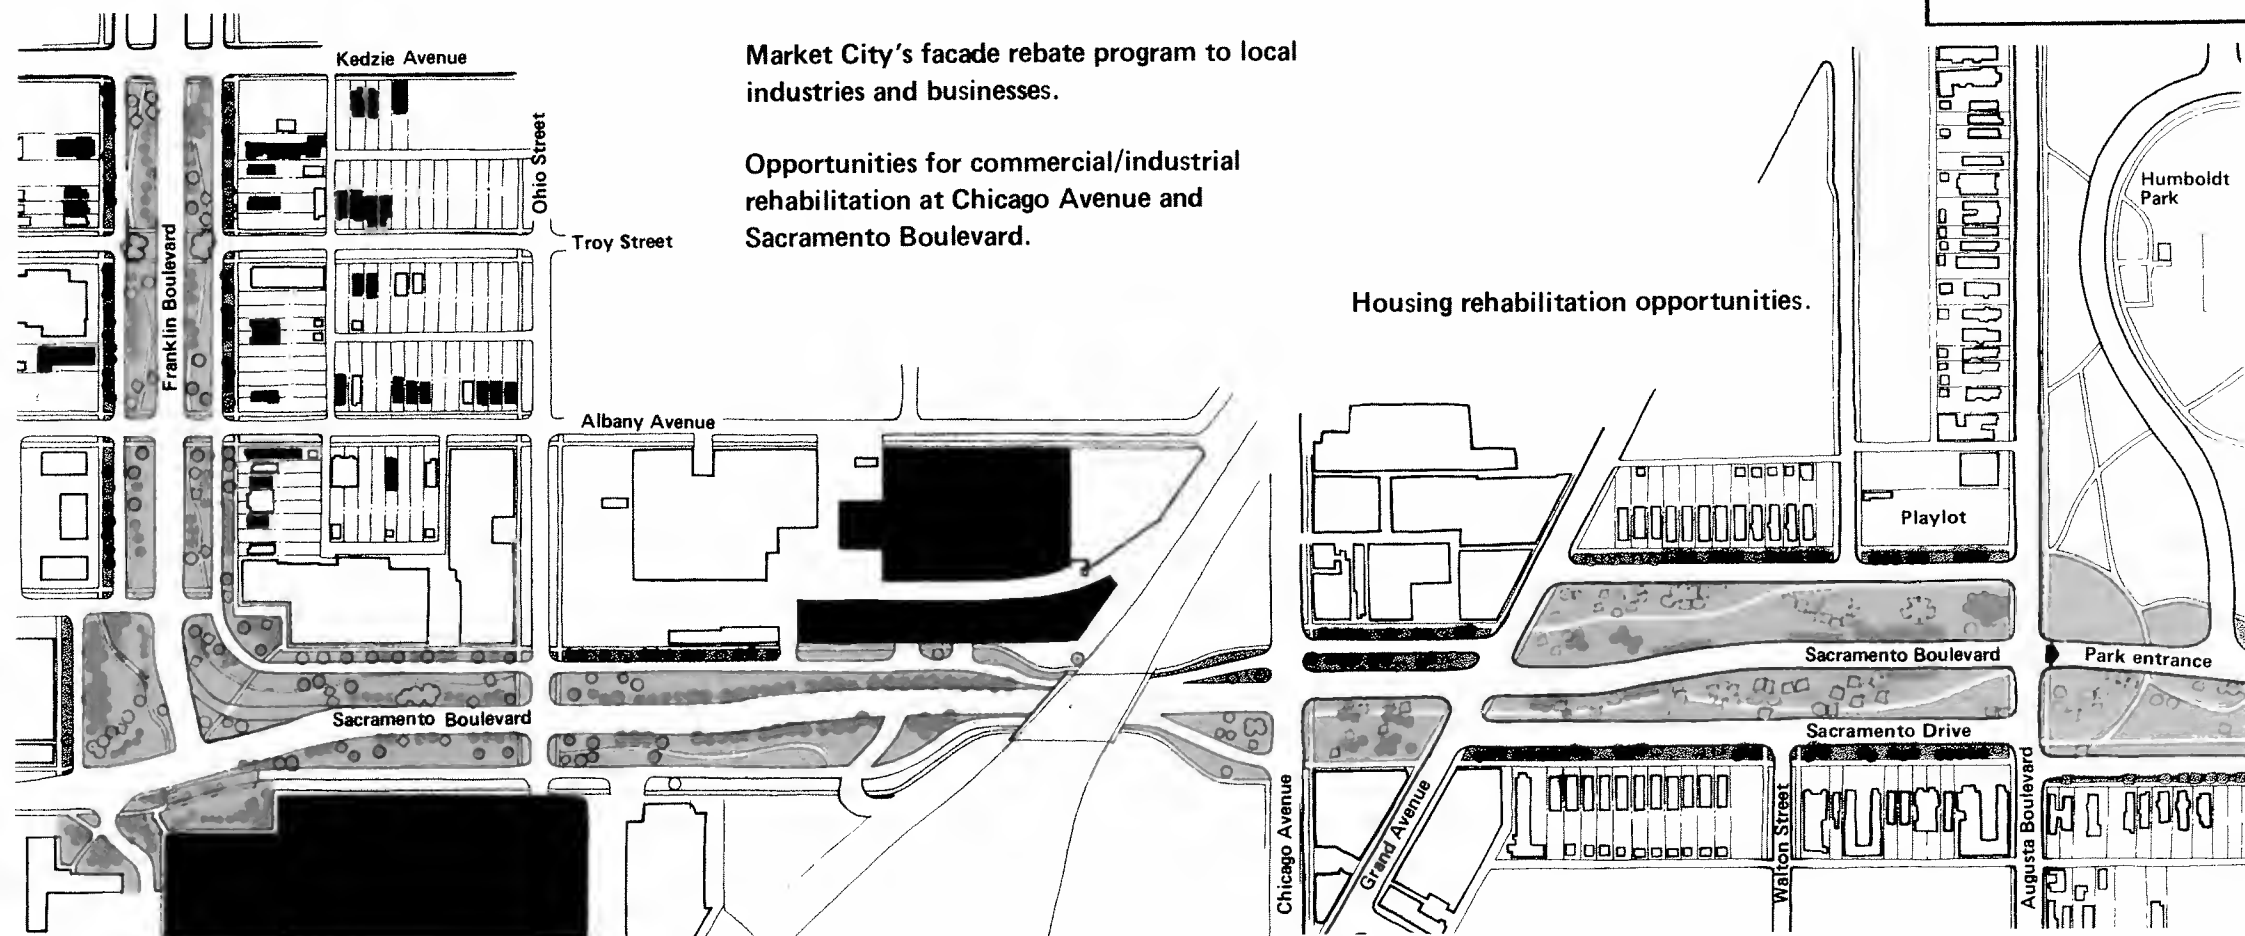 Kedzie Avenue
Market City's facade rebate program to local
industries and businesses.
Ohio Street
Opportunities for commercial/industrial
rehabilitation at Chicago Avenue and
Sacramento Boulevard.
Humboldt
Park
Troy Street
Franklin Boulevard
Housing rehabilitation opportunities.
Albany Avenue
Playlot
Sacramento Boulevard
Park entrance
Sacramento Boulevard
Sacramento Drive
Chicago Avenue
Grand Avenue
Walton Street
Augusta Boulevard